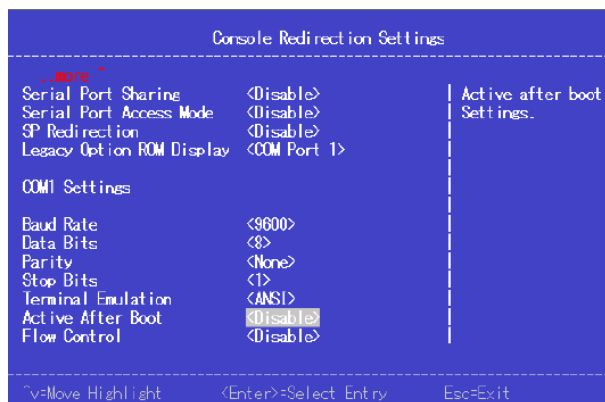 Console Redirection Settings
..more ^
Serial Port Sharing <Disable> Active after boot
Serial Port Access Mode <Disable> Settings.
SP Redirection <Disable>
Legacy Option ROM Display <COM Port 1>
COM1 Settings
Baud Rate <9600>
Data Bits <8>
Parity <None>
Stop Bits <1>
Terminal Emulation <ANSI>
Active After Boot <Disable>
Flow Control <Disable>
^v=Move Highlight <Enter>=Select Entry Esc=Exit